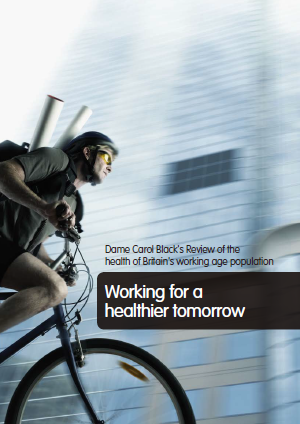 Dame Carol Black's Review of the
health of Britain's working age population
Working for a
healthier tomorrow